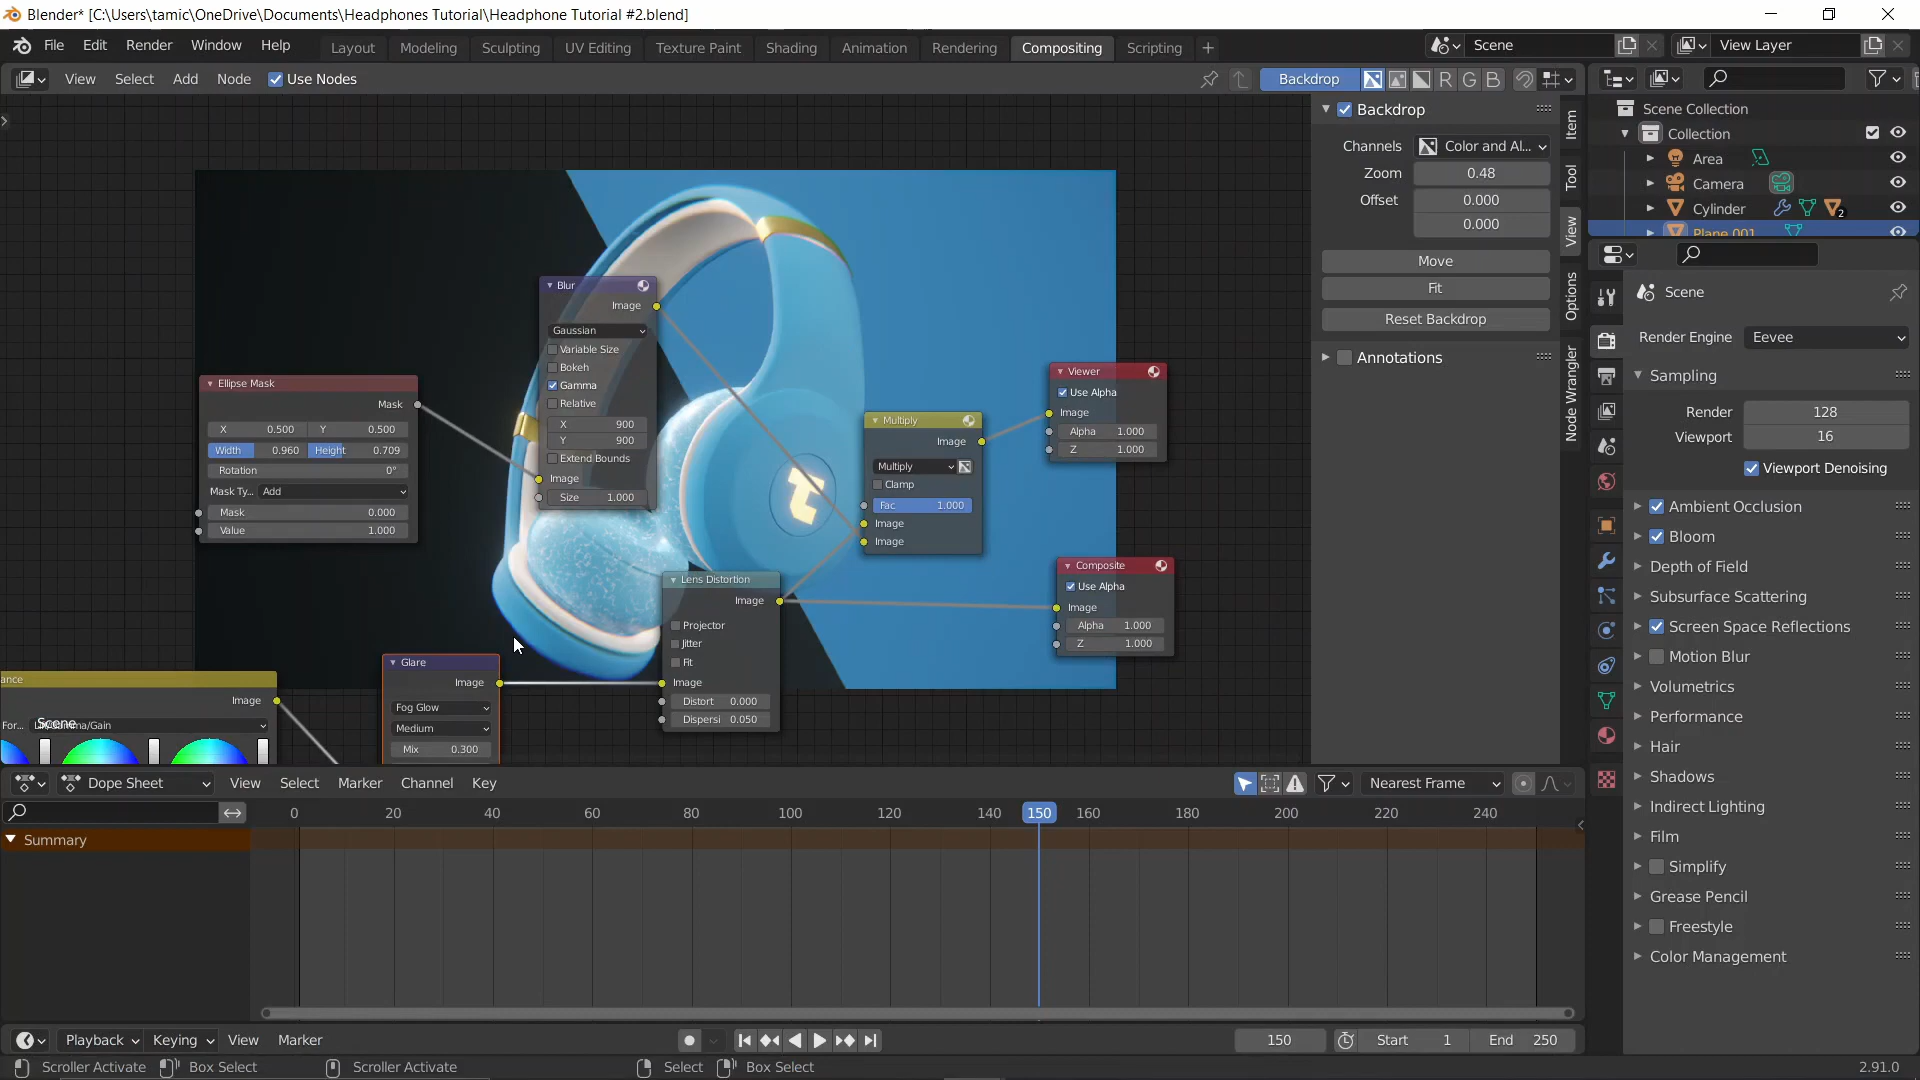 Blender* [C:\Users\tamic\OneDrive\Documents\Headphones Tutorial\Headphone Tutorial #2.blend]
File Edit Render Window Help Layout Modeling Sculpting UV Editing Texture Paint Shading Animation Rendering Compositing Scripting + Scene View Layer
View Select Add Node Use Nodes Backdrop R G B
Scene Collection
Collection
Area
Camera
Cylinder 2
Plane.001
Backdrop
Channels Color and Al...
Zoom 0.48
Offset 0.000
0.000
Move
Fit
Reset Backdrop
Annotations
Item
Tool
View
Options
Node Wrangler
Scene
Render Engine Eevee
Sampling
Render 128
Viewport 16
Viewport Denoising
Ambient Occlusion
Bloom
Depth of Field
Subsurface Scattering
Screen Space Reflections
Motion Blur
Volumetrics
Performance
Hair
Shadows
Indirect Lighting
Film
Simplify
Grease Pencil
Freestyle
Color Management
Ellipse Mask
Mask
X 0.500 Y 0.500
Width 0.960 Height 0.709
Rotation 0°
Mask Ty... Add
Mask 0.000
Value 1.000
Blur
Image
Gaussian
Variable Size
Bokeh
Gamma
Relative
X 900
Y 900
Extend Bounds
Image
Size 1.000
Multiply
Image
Multiply
Clamp
Fac 1.000
Image
Image
Viewer
Use Alpha
Image
Alpha 1.000
Z 1.000
Composite
Use Alpha
Image
Alpha 1.000
Z 1.000
Lens Distortion
Image
Projector
Jitter
Fit
Image
Distort 0.000
Dispersi 0.050
Glare
Image
Fog Glow
Medium
Mix 0.300
ance
Image
For...
Scene
Dope Sheet View Select Marker Channel Key Nearest Frame
0 20 40 60 80 100 120 140 150 160 180 200 220 240
Summary
Playback Keying View Marker 150 Start 1 End 250
Scroller Activate Box Select Scroller Activate Select Box Select 2.91.0